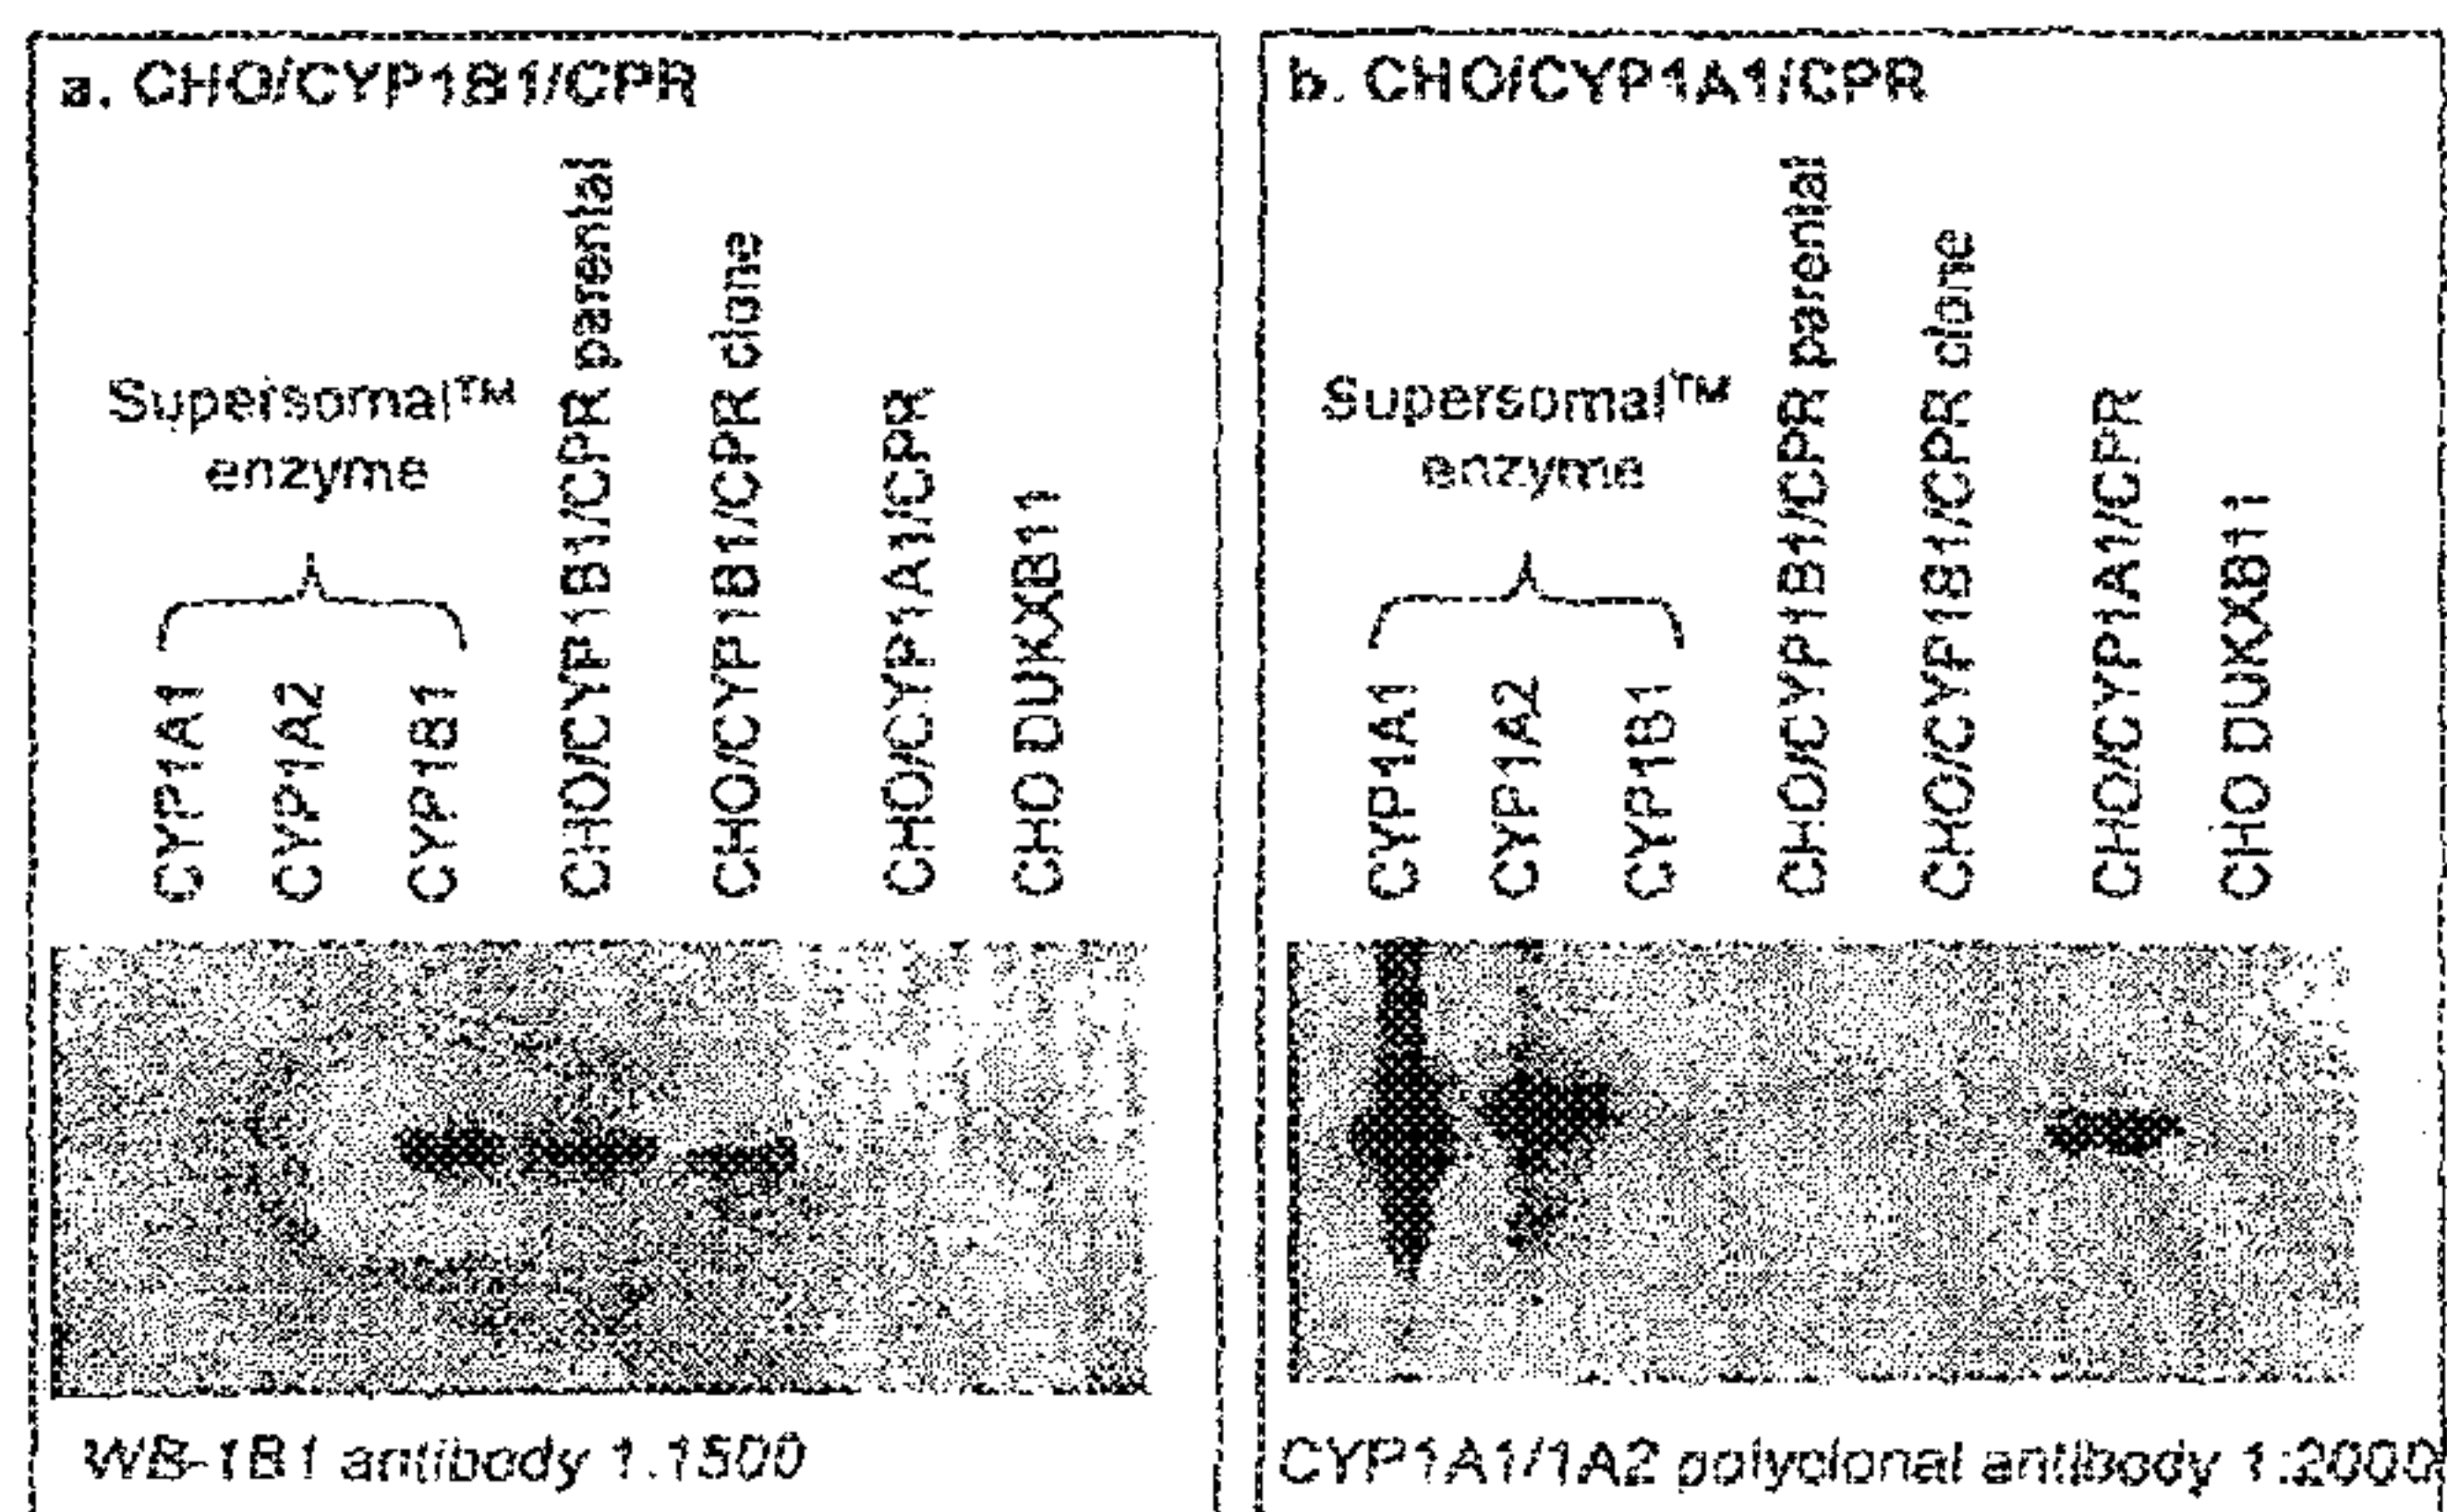 a. CHO/CYP1B1/CPR
Supersomal™
enzyme
CYP1A1
CYP1A2
CYP1B1
CHO/CYP1B1/CPR parental
CHO/CYP1B1/CPR clone
CHO/CYP1A1/CPR
CHO DUKXB11
WB-1B1 antibody 1:1500
b. CHO/CYP1A1/CPR
Supersomal™
enzyme
CYP1A1
CYP1A2
CYP1B1
CHO/CYP1B1/CPR parental
CHO/CYP1B1/CPR clone
CHO/CYP1A1/CPR
CHO DUKXB11
CYP1A1/1A2 polyclonal antibody 1:2000